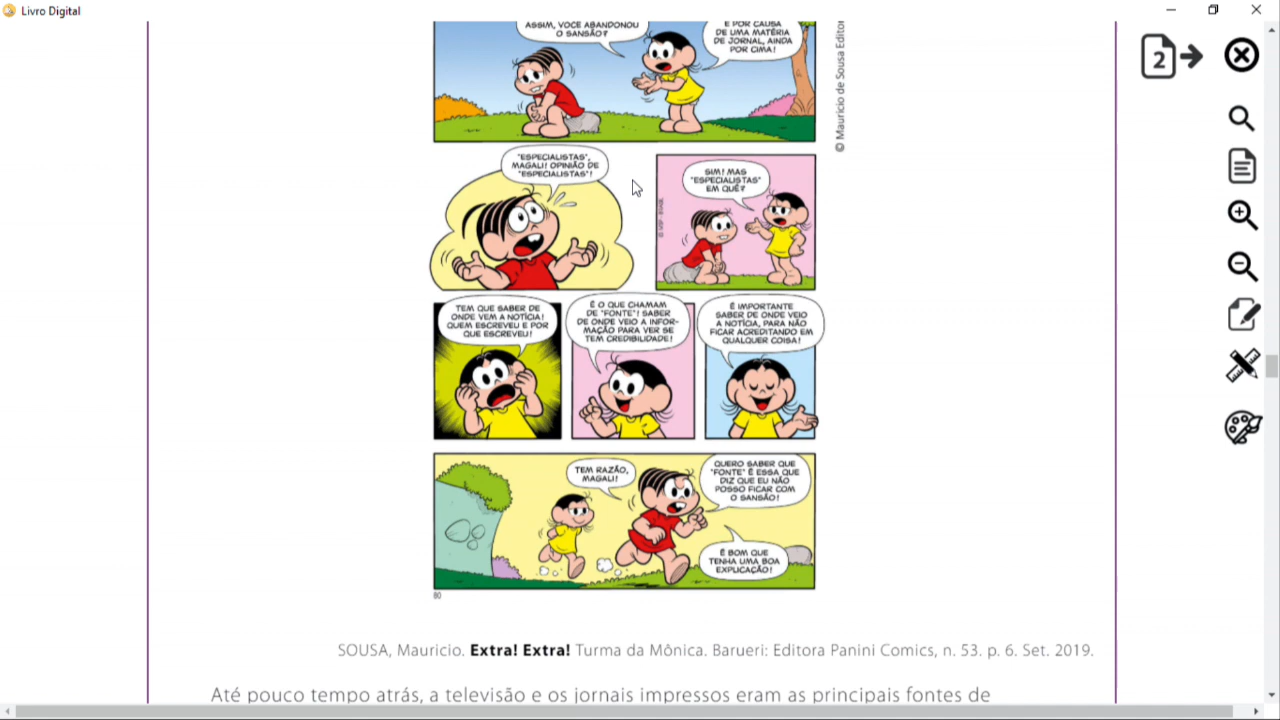 Livro Digital
ASSIM, VOCÊ ABANDONOU
O SANSÃO?
É POR CAUSA
DE UMA MATÉRIA
DE JORNAL, AINDA
POR CIMA!
© Mauricio de Sousa Editor
2
"ESPECIALISTAS",
MAGALI! OPINIÃO DE
"ESPECIALISTAS"!
SIM! MAS
"ESPECIALISTAS"
EM QUÊ?
TEM QUE SABER DE
ONDE VEM A NOTÍCIA!
QUEM ESCREVEU E POR
QUE ESCREVEU!
É O QUE CHAMAM
DE "FONTE"! SABER
DE ONDE VEIO A INFOR-
MAÇÃO PARA VER SE
TEM CREDIBILIDADE!
É IMPORTANTE
SABER DE ONDE VEIO
A NOTÍCIA, PARA NÃO
FICAR ACREDITANDO EM
QUALQUER COISA!
TEM RAZÃO,
MAGALI!
QUERO SABER QUE
"FONTE" É ESSA QUE
DIZ QUE EU NÃO
POSSO FICAR COM
O SANSÃO!
É BOM QUE
TENHA UMA BOA
EXPLICAÇÃO!
80
SOUSA, Mauricio. Extra! Extra! Turma da Mônica. Barueri: Editora Panini Comics, n. 53. p. 6. Set. 2019.
Até pouco tempo atrás, a televisão e os jornais impressos eram as principais fontes de